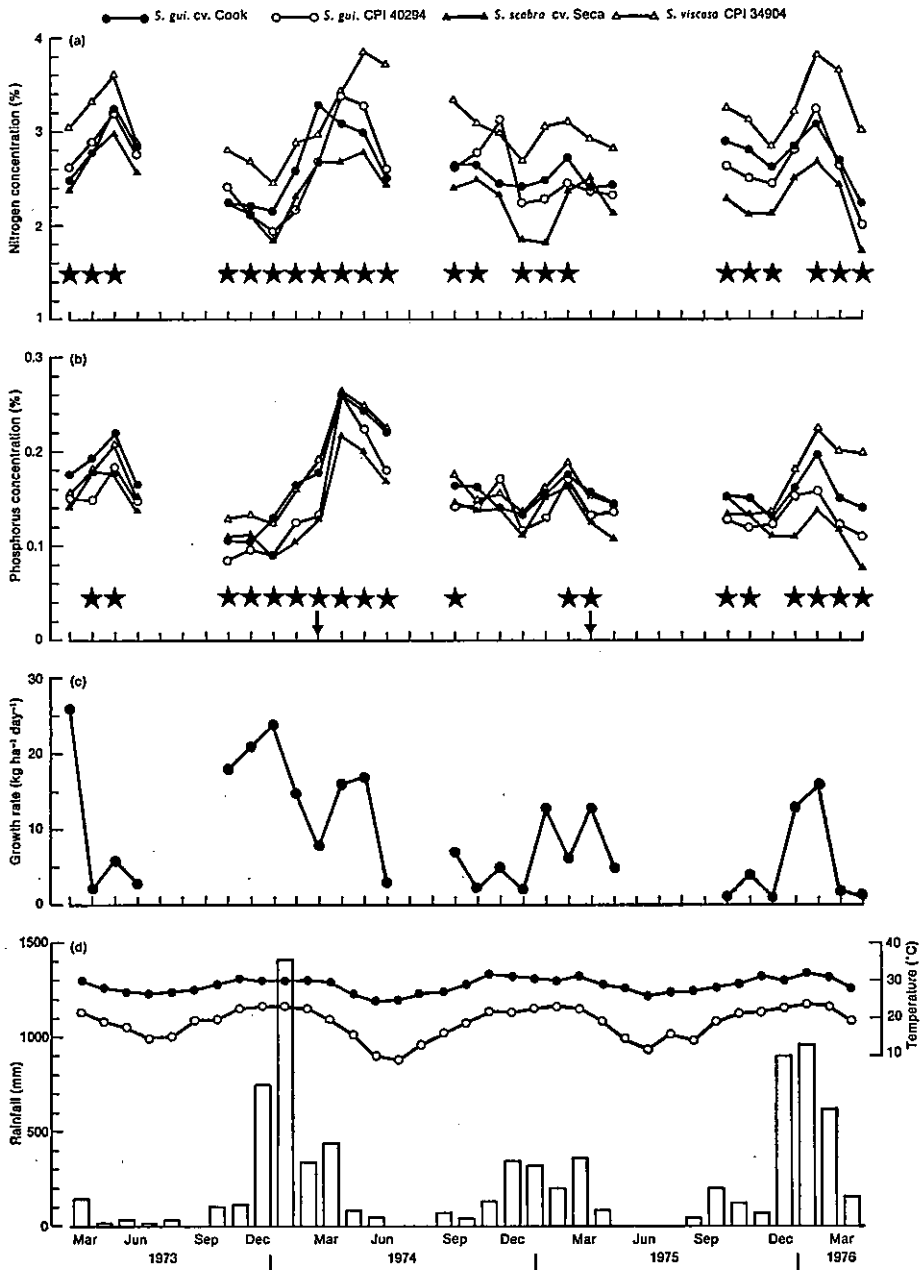 S. gui. cv. Cook S. gui. CPI 40294 S. scabra cv. Seca S. viscosa CPI 34904
(a)
Nitrogen concentration (%)
4
3
2
1
(b)
Phosphorus concentration (%)
0.3
0.2
0.1
0
(c)
Growth rate (kg ha⁻¹ day⁻¹)
30
20
10
0
(d)
Rainfall (mm)
1500
1000
500
0
40
30
20
10
Temperature (°C)
Mar Jun Sep Dec Mar Jun Sep Dec Mar Jun Sep Dec Mar
1973 1974 1975 1976